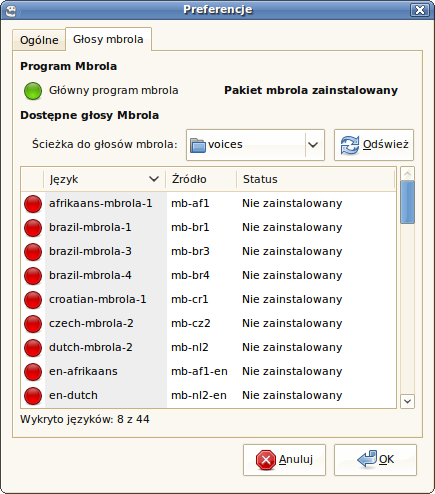 Preferencje
Ogólne Głosy mbrola
Program Mbrola
Główny program mbrola Pakiet mbrola zainstalowany
Dostępne głosy Mbrola
Ścieżka do głosów mbrola: voices Odśwież
Język Źródło Status
afrikaans-mbrola-1 mb-af1 Nie zainstalowany
brazil-mbrola-1 mb-br1 Nie zainstalowany
brazil-mbrola-3 mb-br3 Nie zainstalowany
brazil-mbrola-4 mb-br4 Nie zainstalowany
croatian-mbrola-1 mb-cr1 Nie zainstalowany
czech-mbrola-2 mb-cz2 Nie zainstalowany
dutch-mbrola-2 mb-nl2 Nie zainstalowany
en-afrikaans mb-af1-en Nie zainstalowany
en-dutch mb-nl2-en Nie zainstalowany
Wykryto języków: 8 z 44
Anuluj OK